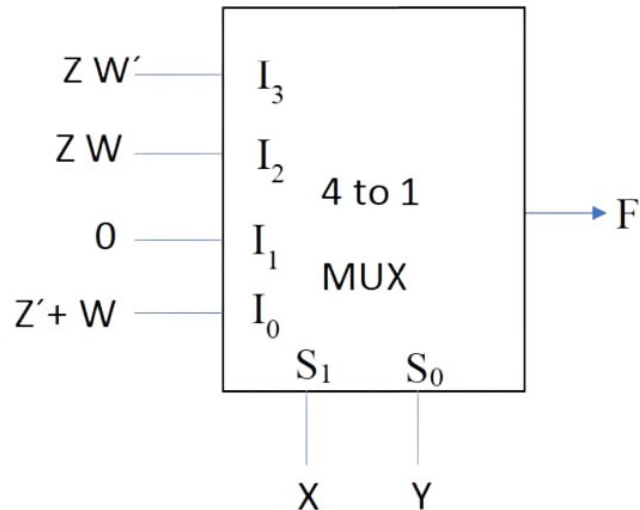 Z W´ I₃
Z W I₂
4 to 1
F
0 I₁
MUX
Z´+ W I₀
S₁ S₀
X Y